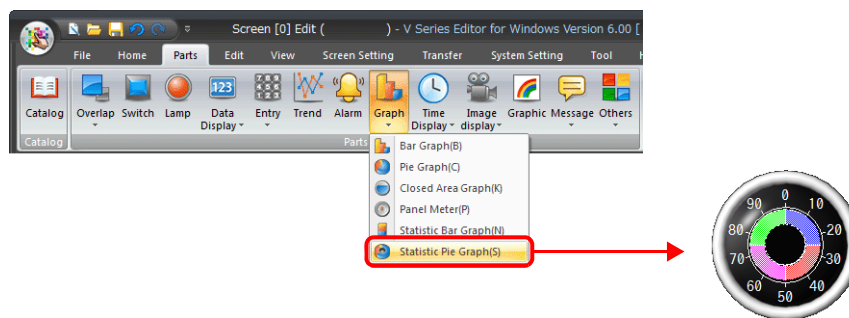 Screen [0] Edit ( ) - V Series Editor for Windows Version 6.00 [
File Home Parts Edit View Screen Setting Transfer System Setting Tool
123
Catalog Overlap Switch Lamp Data Display Entry Trend Alarm Graph Time Display Image display Graphic Message Others
Catalog Parts
Bar Graph(B)
Pie Graph(C)
Closed Area Graph(K)
Panel Meter(P)
Statistic Bar Graph(N)
Statistic Pie Graph(S)
90 0 10
80 20
70 30
60 40
50